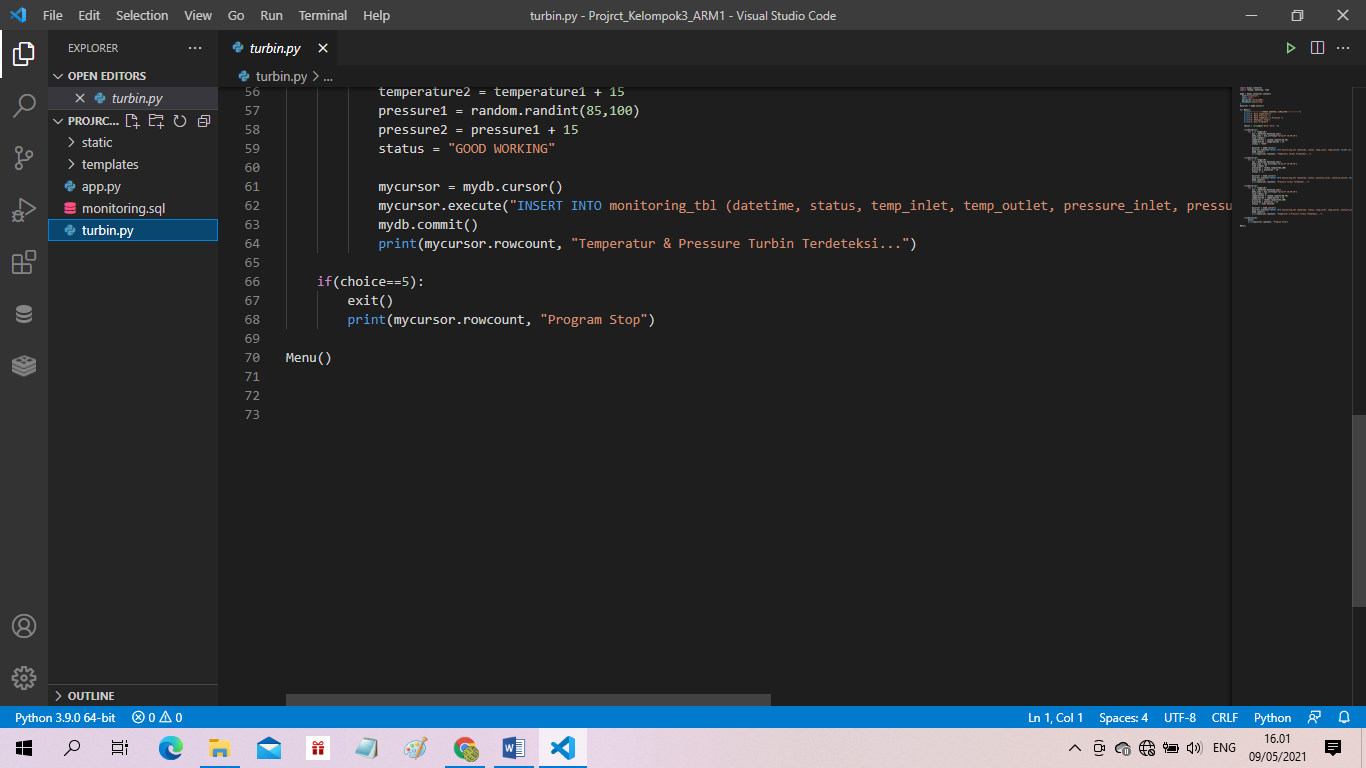 File Edit Selection View Go Run Terminal Help
turbin.py - Projrct_Kelompok3_ARM1 - Visual Studio Code
EXPLORER
OPEN EDITORS
turbin.py
PROJRC...
static
templates
app.py
monitoring.sql
turbin.py
OUTLINE
turbin.py
turbin.py > ...
56 temperature2 = temperature1 + 15
57 pressure1 = random.randint(85,100)
58 pressure2 = pressure1 + 15
59 status = "GOOD WORKING"
60
61 mycursor = mydb.cursor()
62 mycursor.execute("INSERT INTO monitoring_tbl (datetime, status, temp_inlet, temp_outlet, pressure_inlet, pressu
63 mydb.commit()
64 print(mycursor.rowcount, "Temperatur & Pressure Turbin Terdeteksi...")
65
66 if(choice==5):
67 exit()
68 print(mycursor.rowcount, "Program Stop")
69
70 Menu()
71
72
73
Python 3.9.0 64-bit 0 0 Ln 1, Col 1 Spaces: 4 UTF-8 CRLF Python
ENG
16.01
09/05/2021